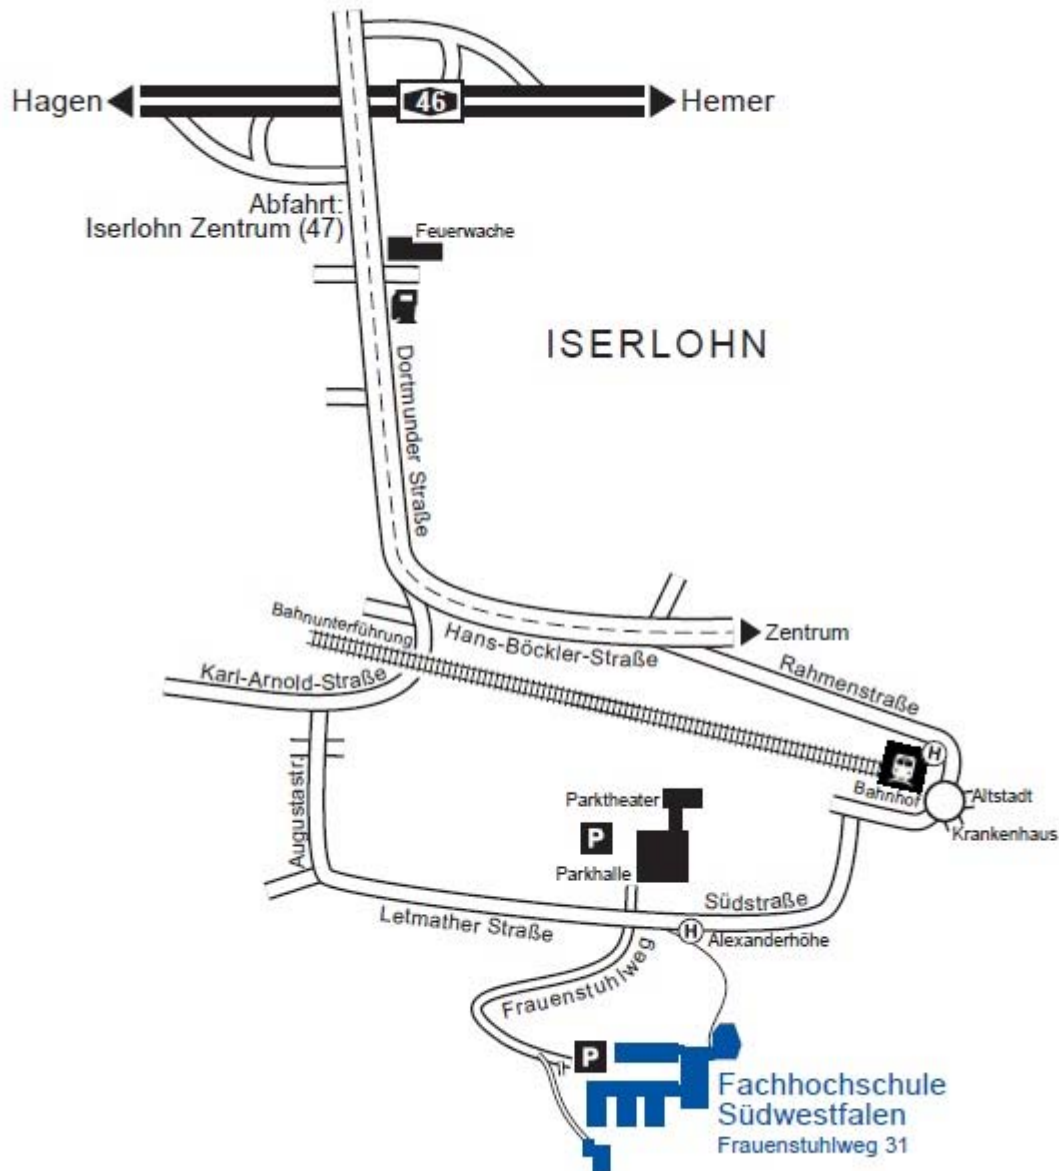 46
Hagen
Hemer
Abfahrt:
Iserlohn Zentrum (47)
Feuerwache
ISERLOHN
Dortmunder Straße
Bahnunterführung
Hans-Böckler-Straße
Zentrum
Karl-Arnold-Straße
Rahmenstraße
H
Bahnhof
Altstadt
Krankenhaus
Augustastr.
Parktheater
P
Parkhalle
Südstraße
Letmather Straße
H
Alexanderhöhe
Frauenstuhlweg
P
Fachhochschule
Südwestfalen
Frauenstuhlweg 31